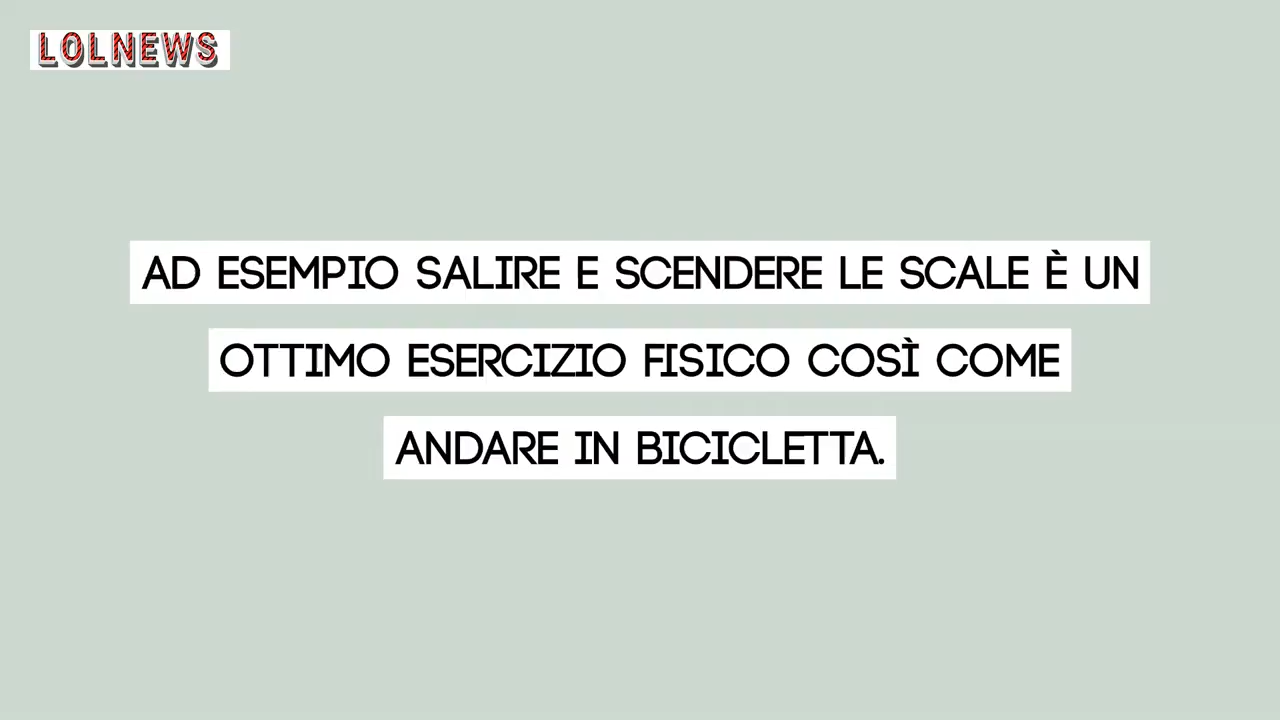 LOLNEWS
AD ESEMPIO SALIRE E SCENDERE LE SCALE È UN
OTTIMO ESERCIZIO FISICO COSÌ COME
ANDARE IN BICICLETTA.